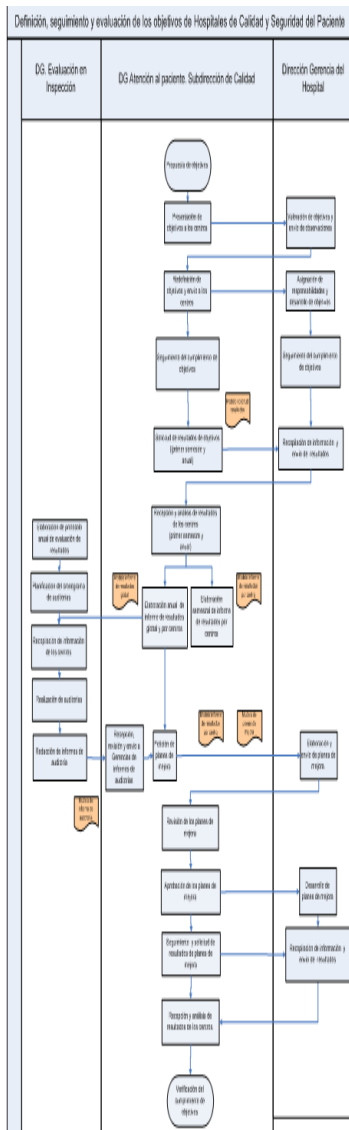 Definición, seguimiento y evaluación de los objetivos de Hospitales de Calidad y Seguridad del Paciente
DG. Evaluación en
Inspección
DG Atención al paciente. Subdirección de Calidad
Dirección Gerencia del
Hospital
Propuesta de objetivos
Presentación de
objetivos a los centros
Valoración de objetivos y
envío de observaciones
Redefinición de
objetivos y envío a los
centros
Asignación de
responsabilidades y
desarrollo de objetivos
Seguimiento del cumplimiento de
objetivos
Seguimiento del cumplimiento
de objetivos
Solicitud de resultados de objetivos
(primer semestre y
anual)
Recopilación de información
y envío de resultados
Recepción y análisis de resultados
de los centros
(primer semestre y
anual)
Elaboración de protocolo
anual de evaluación de
resultados
Planificación del cronograma
de auditorías
Recopilación de información
de los centros
Realización de auditorías
Redacción de informes de
auditoría
Elaboración anual de
informe de resultados
global y por centros
Elaboración
semestral de informe
de resultados por
centros
Recepción,
revisión y envío a
Gerencias de
informes de
auditorías
Petición de
planes de
mejora
Elaboración y
envío de planes de
mejora
Revisión de los planes de
mejora
Aprobación de los planes de
mejora
Desarrollo de
planes de mejora
Seguimiento y solicitud de
resultados de planes de
mejora
Recopilación de información y
envío de resultados
Recepción y análisis de
resultados de los centros
Verificación del
cumplimiento de
objetivos